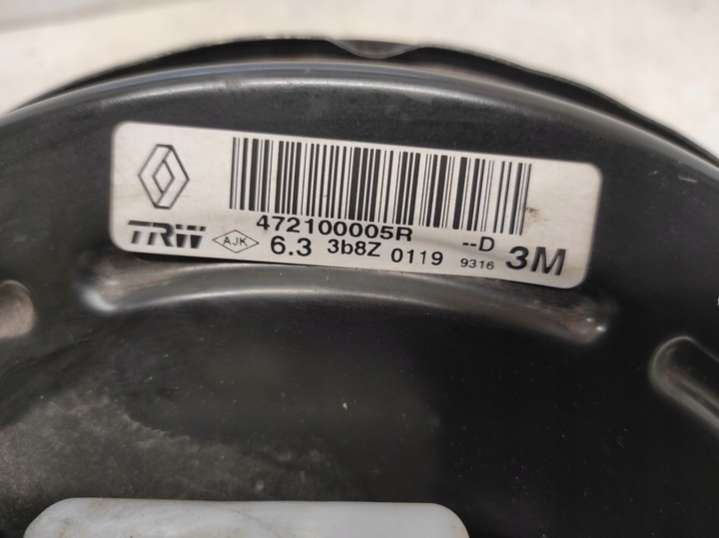 472100005R --D
TRW AJK 6.3 3b8Z 0119 9316 3M